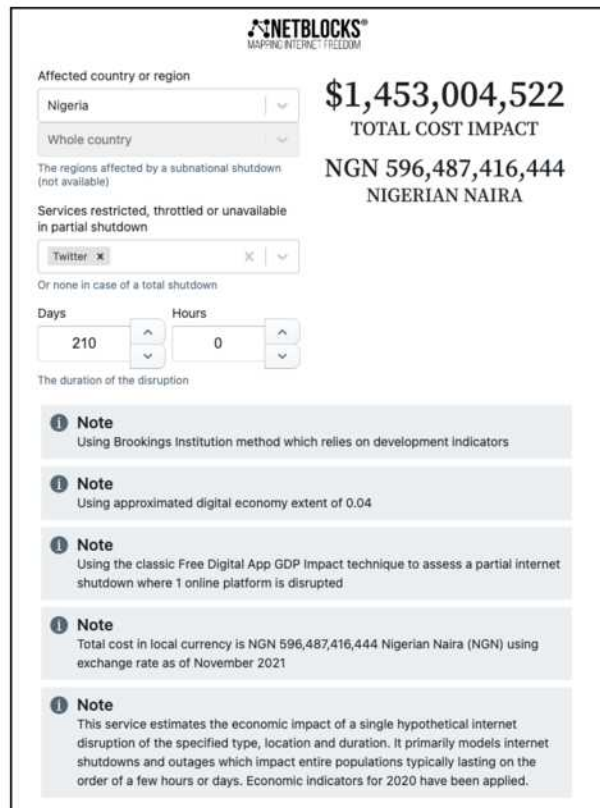 NETBLOCKS®
MAPPING INTERNET FREEDOM
Affected country or region
Nigeria
Whole country
The regions affected by a subnational shutdown
(not available)
Services restricted, throttled or unavailable
in partial shutdown
Twitter ×
Or none in case of a total shutdown
Days
Hours
210
0
The duration of the disruption
$1,453,004,522
TOTAL COST IMPACT
NGN 596,487,416,444
NIGERIAN NAIRA
Note
Using Brookings Institution method which relies on development indicators
Note
Using approximated digital economy extent of 0.04
Note
Using the classic Free Digital App GDP Impact technique to assess a partial internet
shutdown where 1 online platform is disrupted
Note
Total cost in local currency is NGN 596,487,416,444 Nigerian Naira (NGN) using
exchange rate as of November 2021
Note
This service estimates the economic impact of a single hypothetical internet
disruption of the specified type, location and duration. It primarily models internet
shutdowns and outages which impact entire populations typically lasting on the
order of a few hours or days. Economic indicators for 2020 have been applied.